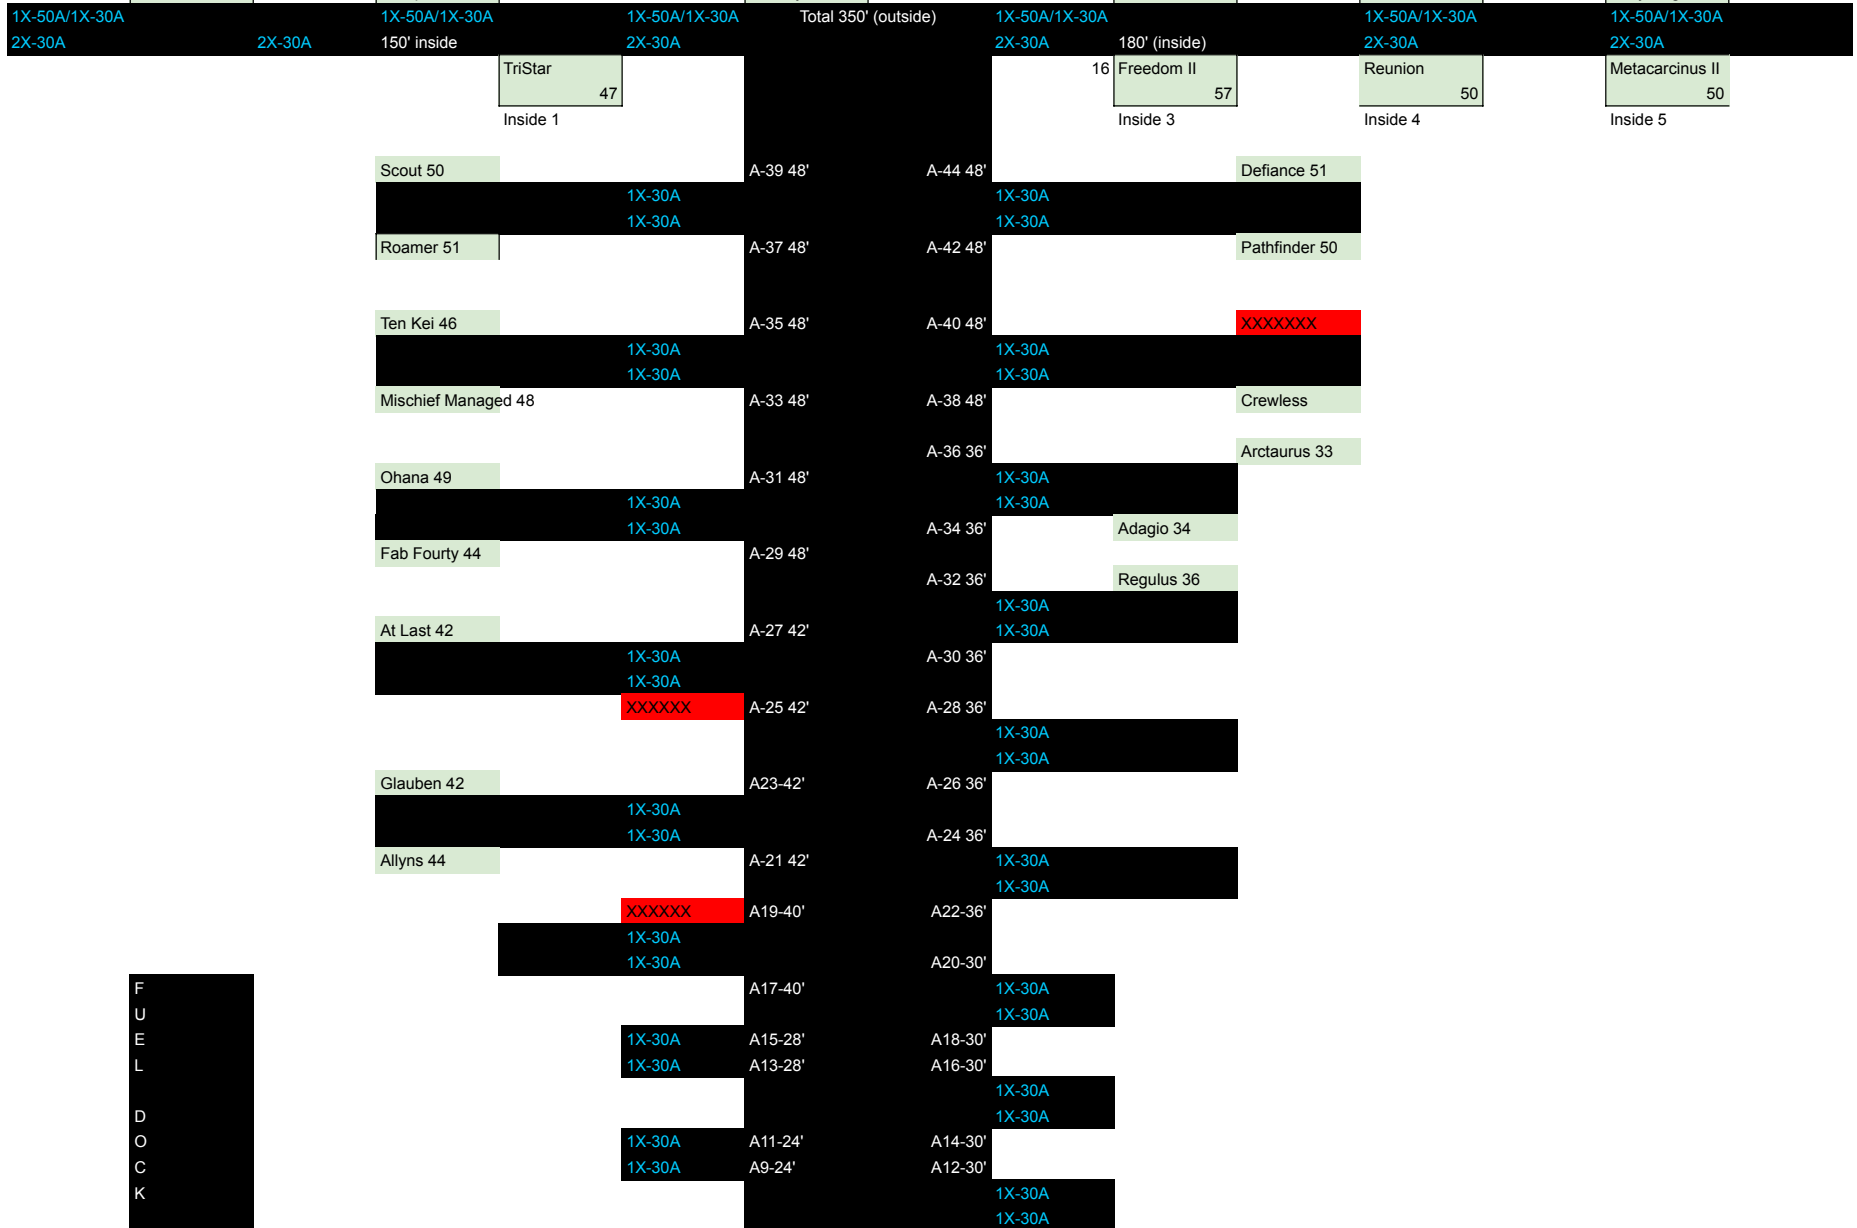 1X-50A/1X-30A 1X-50A/1X-30A 1X-50A/1X-30A Total 350' (outside) 1X-50A/1X-30A 1X-50A/1X-30A 1X-50A/1X-30A
2X-30A 2X-30A 150' inside 2X-30A 2X-30A 180' (inside) 2X-30A 2X-30A
TriStar 16 Freedom II Reunion Metacarcinus II
47 57 50 50
Inside 1 Inside 3 Inside 4 Inside 5
Scout 50 A-39 48' A-44 48' Defiance 51
1X-30A 1X-30A
1X-30A 1X-30A
Roamer 51 A-37 48' A-42 48' Pathfinder 50
Ten Kei 46 A-35 48' A-40 48' XXXXXXX
1X-30A 1X-30A
1X-30A 1X-30A
Mischief Managed 48 A-33 48' A-38 48' Crewless
A-36 36' Arctaurus 33
Ohana 49 A-31 48' 1X-30A
1X-30A 1X-30A
1X-30A A-34 36' Adagio 34
Fab Fourty 44 A-29 48'
A-32 36' Regulus 36
1X-30A
At Last 42 A-27 42' 1X-30A
1X-30A A-30 36'
1X-30A
XXXXXX A-25 42' A-28 36'
1X-30A
1X-30A
Glauben 42 A23-42' A-26 36'
1X-30A
1X-30A A-24 36'
Allyns 44 A-21 42' 1X-30A
1X-30A
XXXXXX A19-40' A22-36'
1X-30A
1X-30A A20-30'
F A17-40' 1X-30A
U 1X-30A
E 1X-30A A15-28' A18-30'
L 1X-30A A13-28' A16-30'
1X-30A
D 1X-30A
O 1X-30A A11-24' A14-30'
C 1X-30A A9-24' A12-30'
K 1X-30A
1X-30A